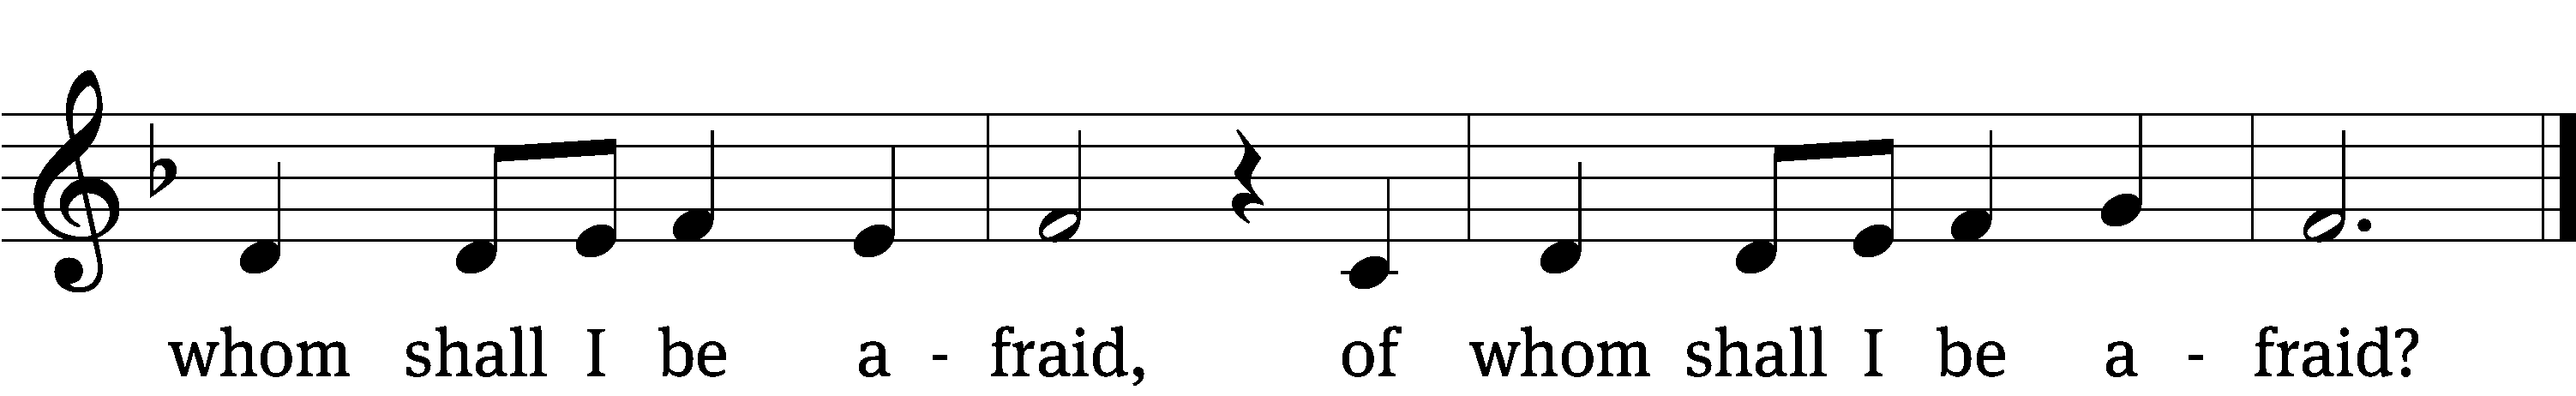 whom shall I be a - fraid, of whom shall I be a - fraid?